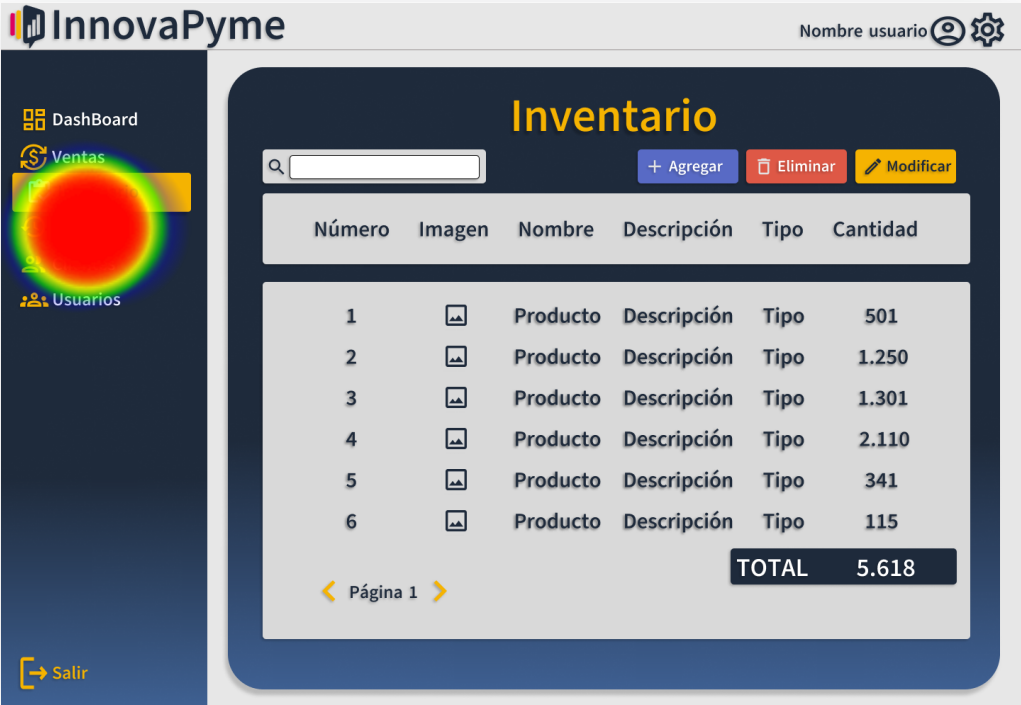 InnovaPyme
Nombre usuario
DashBoard
Ventas
Usuarios
Salir
Inventario
+ Agregar
Eliminar
Modificar
Número Imagen Nombre Descripción Tipo Cantidad
1 Producto Descripción Tipo 501
2 Producto Descripción Tipo 1.250
3 Producto Descripción Tipo 1.301
4 Producto Descripción Tipo 2.110
5 Producto Descripción Tipo 341
6 Producto Descripción Tipo 115
TOTAL 5.618
Página 1